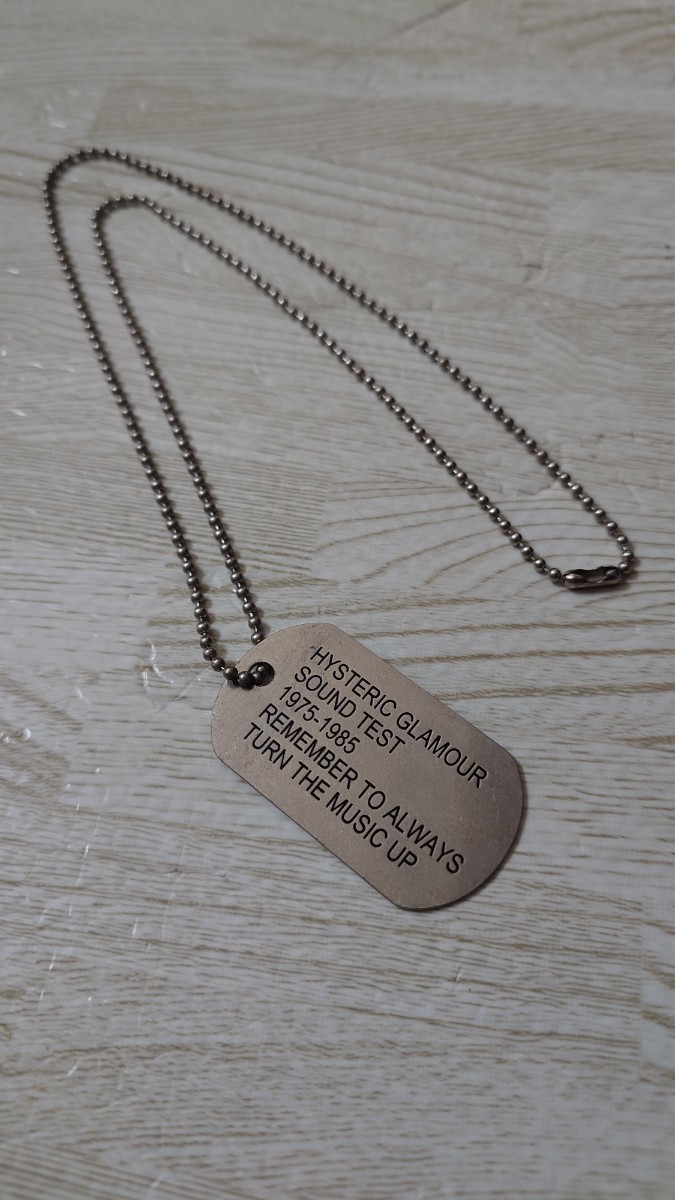 HYSTERIC GLAMOUR
SOUND TEST
1975-1985
REMEMBER TO ALWAYS
TURN THE MUSIC UP